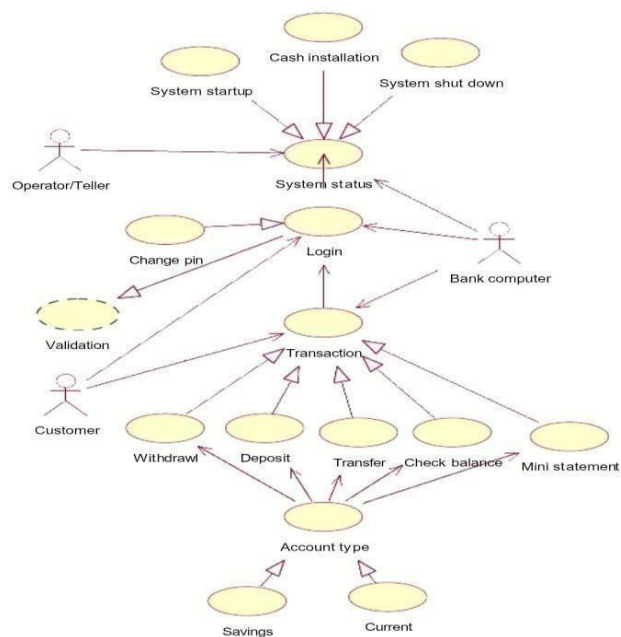 Cash installation
System startup
System shut down
Operator/Teller
System status
Change pin
Login
Bank computer
Validation
Transaction
Customer
Withdrawl
Deposit
Transfer
Check balance
Mini statement
Account type
Savings
Current